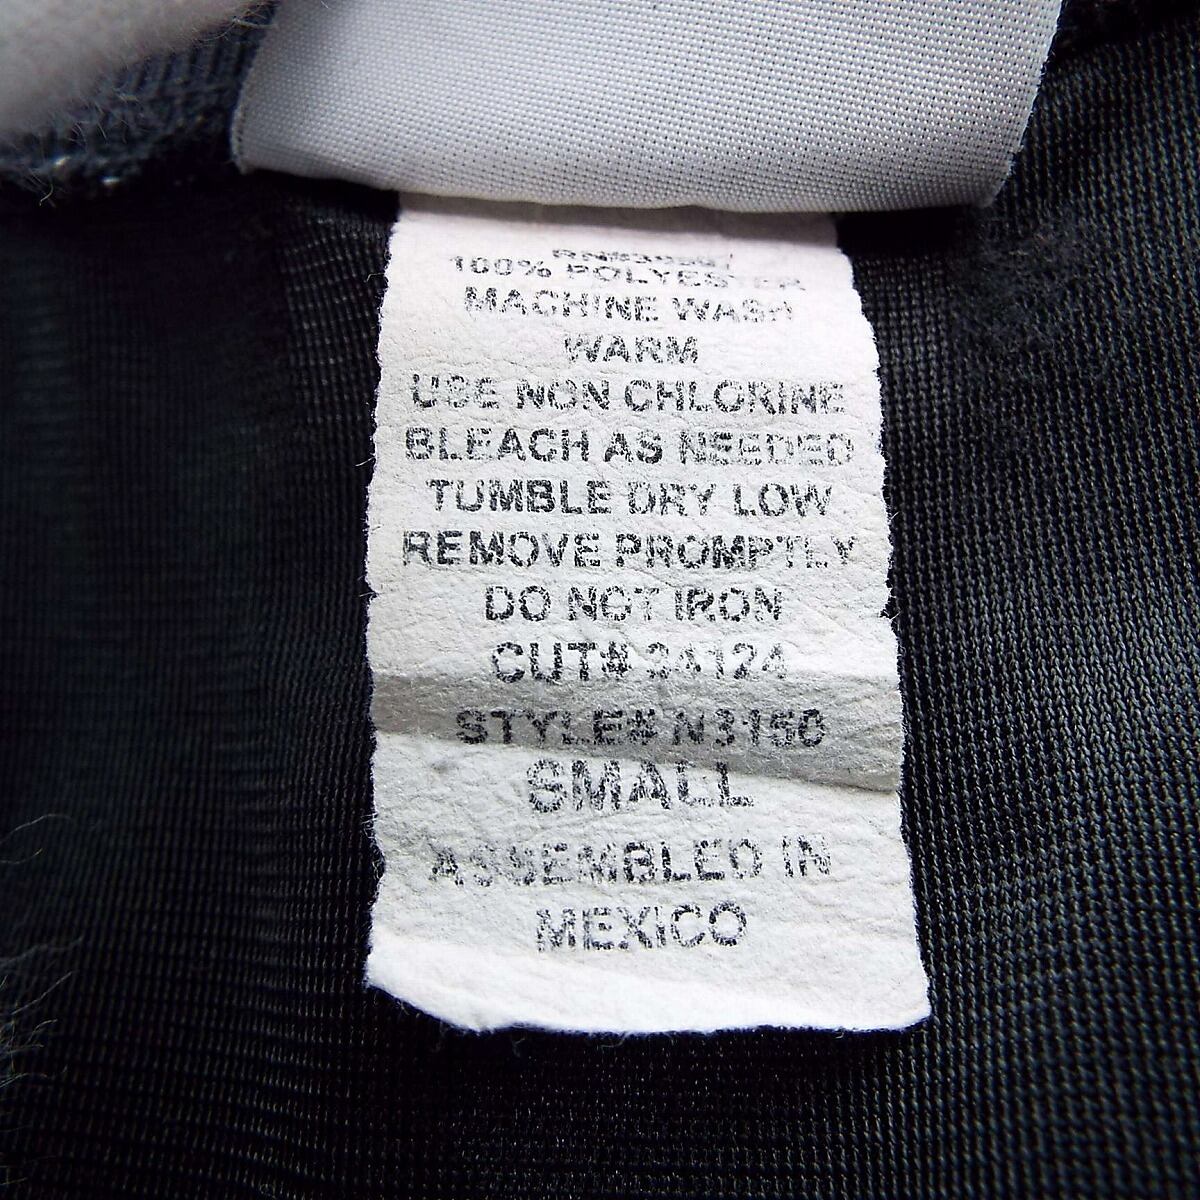 100% POLYESTER
MACHINE WASH
WARM
USE NON CHLORINE
BLEACH AS NEEDED
TUMBLE DRY LOW
REMOVE PROMPTLY
DO NOT IRON
CUT# 34124
STYLE# N3150
SMALL
ASSEMBLED IN
MEXICO